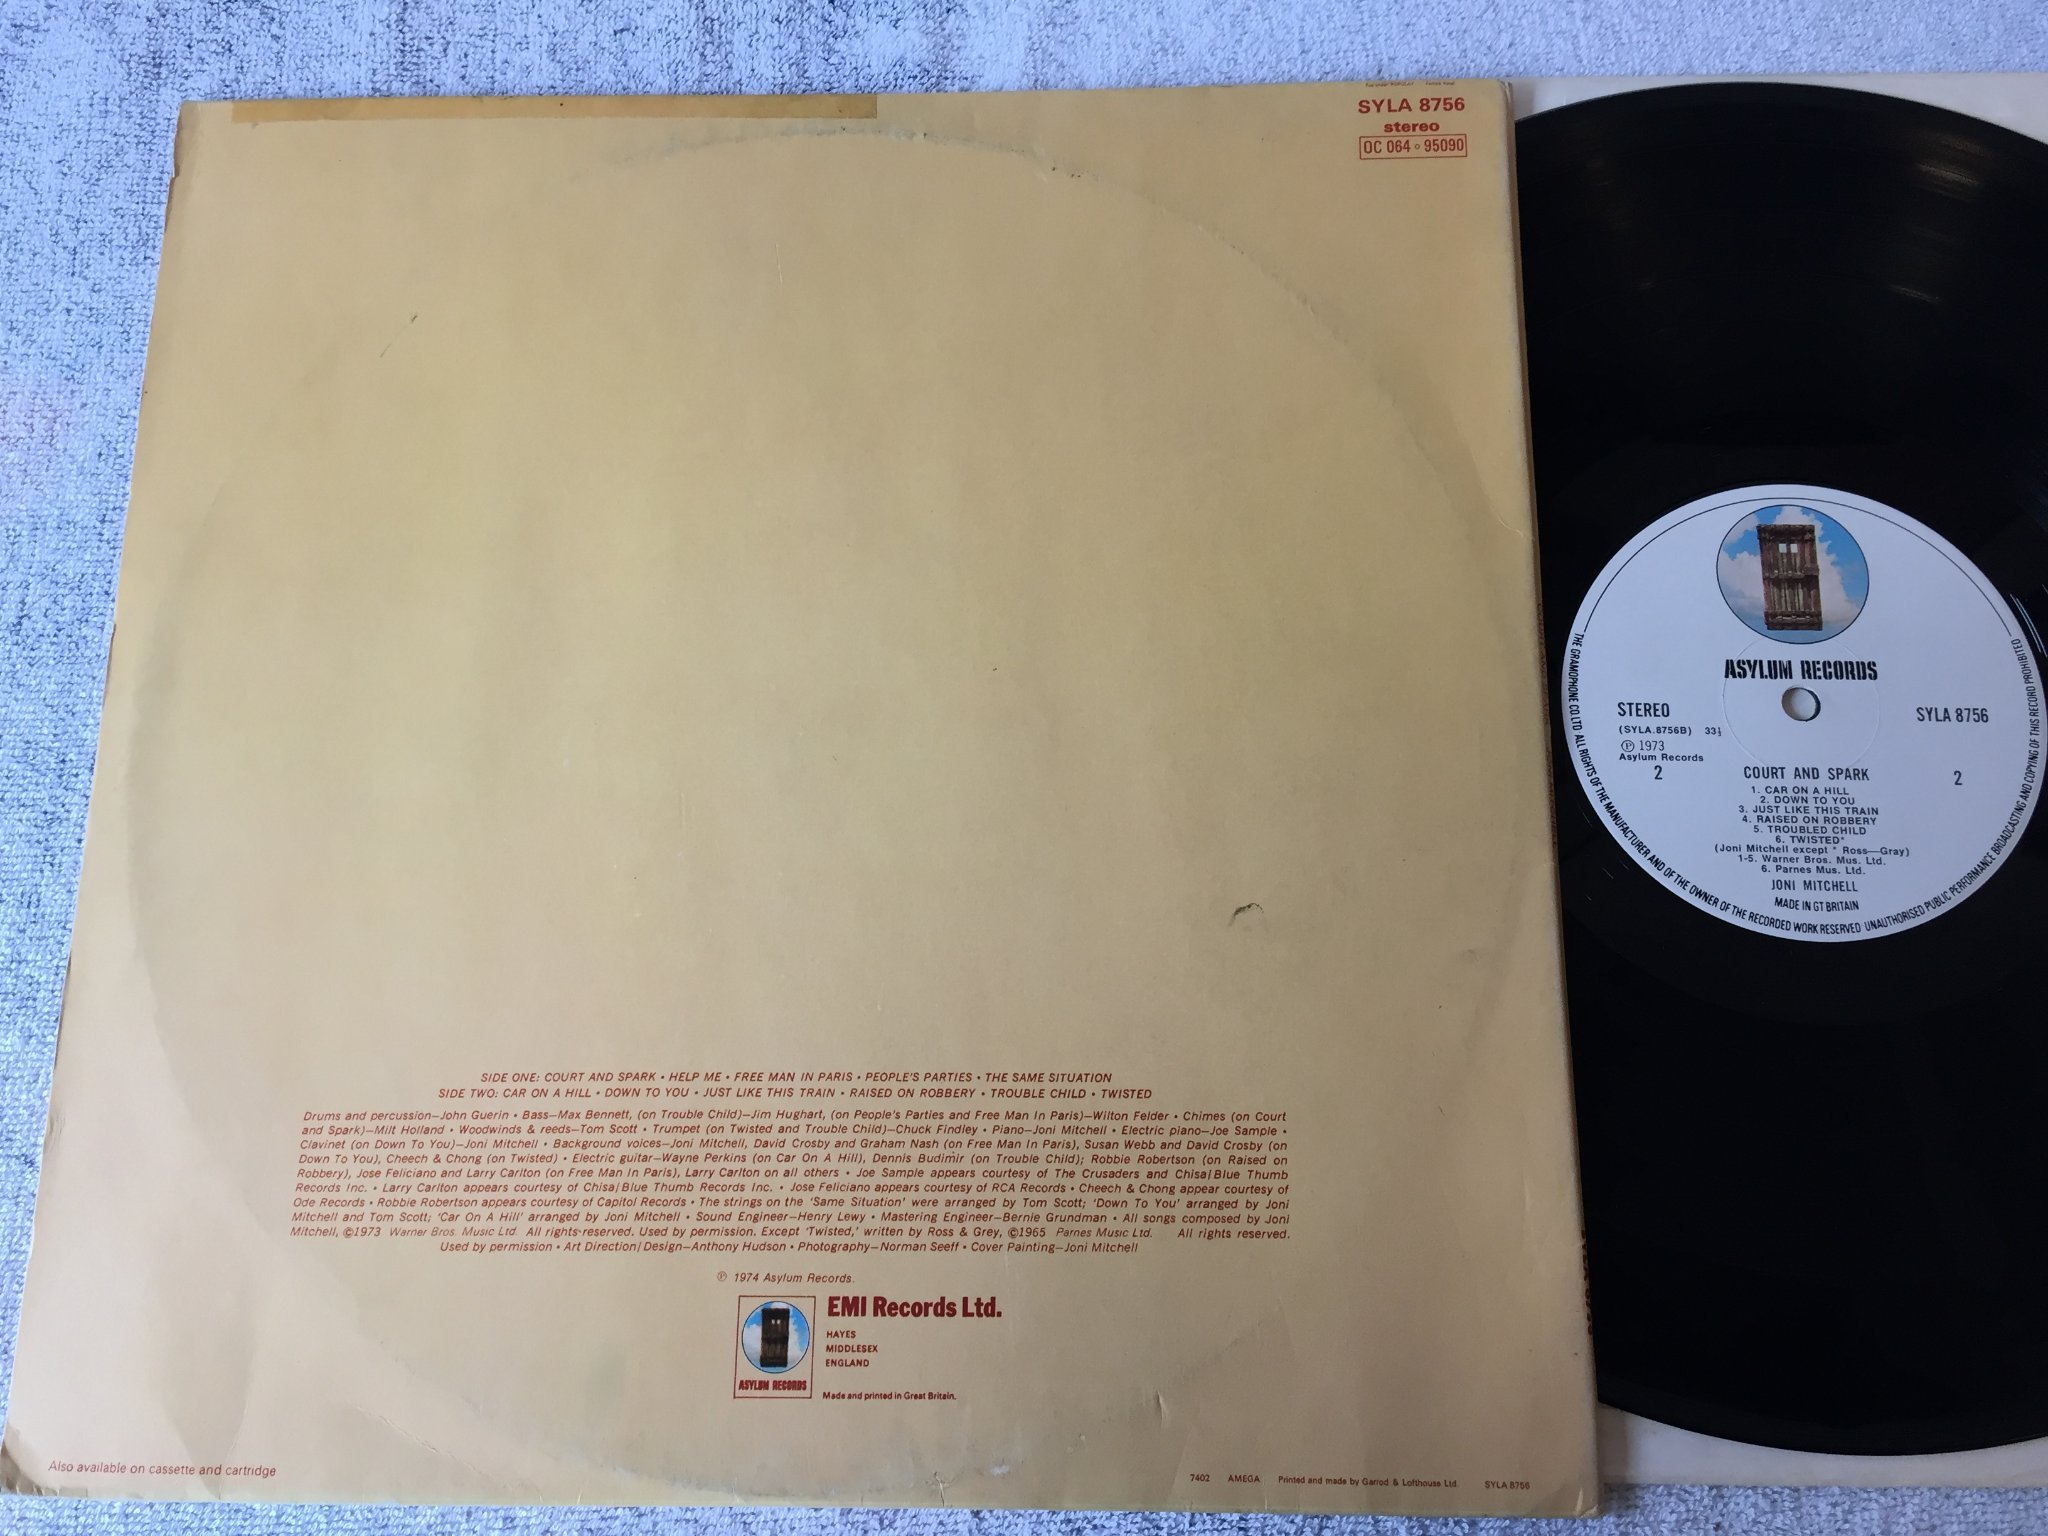 File under POPULAR Female Vocal
SYLA 8756
stereo
OC 064 ∘ 95090
SIDE ONE: COURT AND SPARK • HELP ME • FREE MAN IN PARIS • PEOPLE'S PARTIES • THE SAME SITUATION
SIDE TWO: CAR ON A HILL • DOWN TO YOU • JUST LIKE THIS TRAIN • RAISED ON ROBBERY • TROUBLE CHILD • TWISTED
Drums and percussion—John Guerin • Bass—Max Bennett, (on Trouble Child)—Jim Hughart, (on People's Parties and Free Man In Paris)—Wilton Felder • Chimes (on Court
and Spark)—Milt Holland • Woodwinds & reeds—Tom Scott • Trumpet (on Twisted and Trouble Child)—Chuck Findley • Piano—Joni Mitchell • Electric piano—Joe Sample •
Clavinet (on Down To You)—Joni Mitchell • Background voices—Joni Mitchell, David Crosby and Graham Nash (on Free Man In Paris), Susan Webb and David Crosby (on
Down To You), Cheech & Chong (on Twisted) • Electric guitar—Wayne Perkins (on Car On A Hill), Dennis Budimir (on Trouble Child); Robbie Robertson (on Raised on
Robbery), Jose Feliciano and Larry Carlton (on Free Man In Paris), Larry Carlton on all others • Joe Sample appears courtesy of The Crusaders and Chisa/Blue Thumb
Records Inc. • Larry Carlton appears courtesy of Chisa/Blue Thumb Records Inc. • Jose Feliciano appears courtesy of RCA Records • Cheech & Chong appear courtesy of
Ode Records • Robbie Robertson appears courtesy of Capitol Records • The strings on the 'Same Situation' were arranged by Tom Scott; 'Down To You' arranged by Joni
Mitchell and Tom Scott; 'Car On A Hill' arranged by Joni Mitchell • Sound Engineer—Henry Lewy • Mastering Engineer—Bernie Grundman • All songs composed by Joni
Mitchell, ©1973 Warner Bros. Music Ltd. All rights reserved. Used by permission. Except 'Twisted,' written by Ross & Grey, ©1965 Parnes Music Ltd. All rights reserved.
Used by permission • Art Direction/Design—Anthony Hudson • Photography—Norman Seeff • Cover Painting—Joni Mitchell
℗ 1974 Asylum Records.
EMI Records Ltd.
HAYES
MIDDLESEX
ENGLAND
ASYLUM RECORDS
Made and printed in Great Britain.
Also available on cassette and cartridge
7402 AMEGA Printed and made by Garrod & Lofthouse Ltd. SYLA 8756
ASYLUM RECORDS
STEREO
SYLA 8756
(SYLA.8756B) 33⅓
℗ 1973
Asylum Records
2
2
COURT AND SPARK
1. CAR ON A HILL
2. DOWN TO YOU
3. JUST LIKE THIS TRAIN
4. RAISED ON ROBBERY
5. TROUBLED CHILD
6. TWISTED*
(Joni Mitchell except * Ross—Gray)
1-5. Warner Bros. Mus. Ltd.
6. Parnes Mus. Ltd.
JONI MITCHELL
MADE IN GT BRITAIN
THE GRAMOPHONE CO. LTD. ALL RIGHTS OF THE MANUFACTURER AND OF THE OWNER OF THE RECORDED WORK RESERVED UNAUTHORISED PUBLIC PERFORMANCE BROADCASTING AND COPYING OF THIS RECORD PROHIBITED